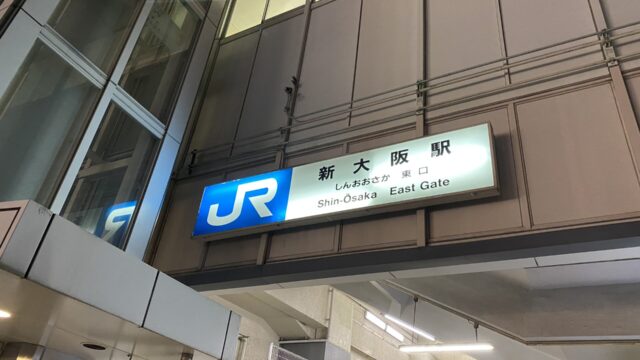 JR
新大阪駅
しんおおさか 東口
Shin-Ōsaka East Gate